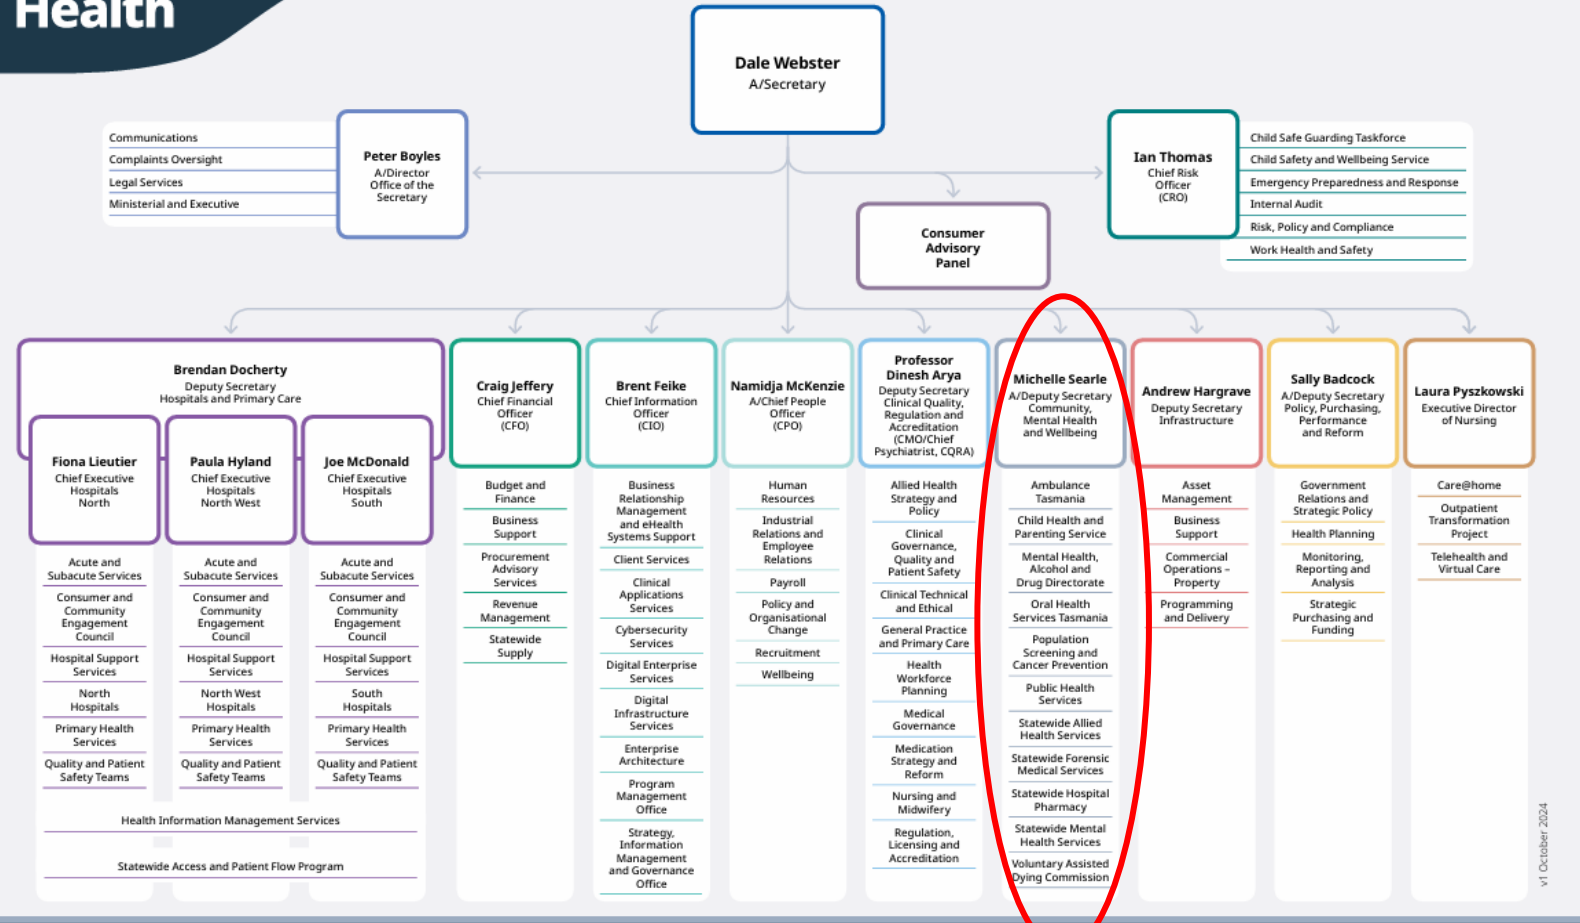 Health
Dale Webster
A/Secretary
Communications
Complaints Oversight
Legal Services
Ministerial and Executive
Peter Boyles
A/Director
Office of the
Secretary
Ian Thomas
Chief Risk
Officer
(CRO)
Child Safe Guarding Taskforce
Child Safety and Wellbeing Service
Emergency Preparedness and Response
Internal Audit
Risk, Policy and Compliance
Work Health and Safety
Consumer
Advisory
Panel
Brendan Docherty
Deputy Secretary
Hospitals and Primary Care
Fiona Lieutier
Chief Executive
Hospitals
North
Acute and
Subacute Services
Consumer and
Community
Engagement
Council
Hospital Support
Services
North
Hospitals
Primary Health
Services
Quality and Patient
Safety Teams
Paula Hyland
Chief Executive
Hospitals
North West
Acute and
Subacute Services
Consumer and
Community
Engagement
Council
Hospital Support
Services
North West
Hospitals
Primary Health
Services
Quality and Patient
Safety Teams
Joe McDonald
Chief Executive
Hospitals
South
Acute and
Subacute Services
Consumer and
Community
Engagement
Council
Hospital Support
Services
South
Hospitals
Primary Health
Services
Quality and Patient
Safety Teams
Health Information Management Services
Statewide Access and Patient Flow Program
Craig Jeffery
Chief Financial
Officer
(CFO)
Budget and
Finance
Business
Support
Procurement
Advisory
Services
Revenue
Management
Statewide
Supply
Brent Feike
Chief Information
Officer
(CIO)
Business
Relationship
Management
and eHealth
Systems Support
Client Services
Clinical
Applications
Services
Cybersecurity
Services
Digital Enterprise
Services
Digital
Infrastructure
Services
Enterprise
Architecture
Program
Management
Office
Strategy,
Information
Management
and Governance
Office
Namidja McKenzie
A/Chief People
Officer
(CPO)
Human
Resources
Industrial
Relations and
Employee
Relations
Payroll
Policy and
Organisational
Change
Recruitment
Wellbeing
Professor
Dinesh Arya
Deputy Secretary
Clinical Quality,
Regulation and
Accreditation
(CMO/Chief
Psychiatrist, CQRA)
Allied Health
Strategy and
Policy
Clinical
Governance,
Quality and
Patient Safety
Clinical Technical
and Ethical
General Practice
and Primary Care
Health
Workforce
Planning
Medical
Governance
Medication
Strategy and
Reform
Nursing and
Midwifery
Regulation,
Licensing and
Accreditation
Michelle Searle
A/Deputy Secretary
Community,
Mental Health
and Wellbeing
Ambulance
Tasmania
Child Health and
Parenting Service
Mental Health,
Alcohol and
Drug Directorate
Oral Health
Services Tasmania
Population
Screening and
Cancer Prevention
Public Health
Services
Statewide Allied
Health Services
Statewide Forensic
Medical Services
Statewide Hospital
Pharmacy
Statewide Mental
Health Services
Voluntary Assisted
Dying Commission
Andrew Hargrave
Deputy Secretary
Infrastructure
Asset
Management
Business
Support
Commercial
Operations –
Property
Programming
and Delivery
Sally Badcock
A/Deputy Secretary
Policy, Purchasing,
Performance
and Reform
Government
Relations and
Strategic Policy
Health Planning
Monitoring,
Reporting and
Analysis
Strategic
Purchasing and
Funding
Laura Pyszkowski
Executive Director
of Nursing
Care@home
Outpatient
Transformation
Project
Telehealth and
Virtual Care
v1 October 2024